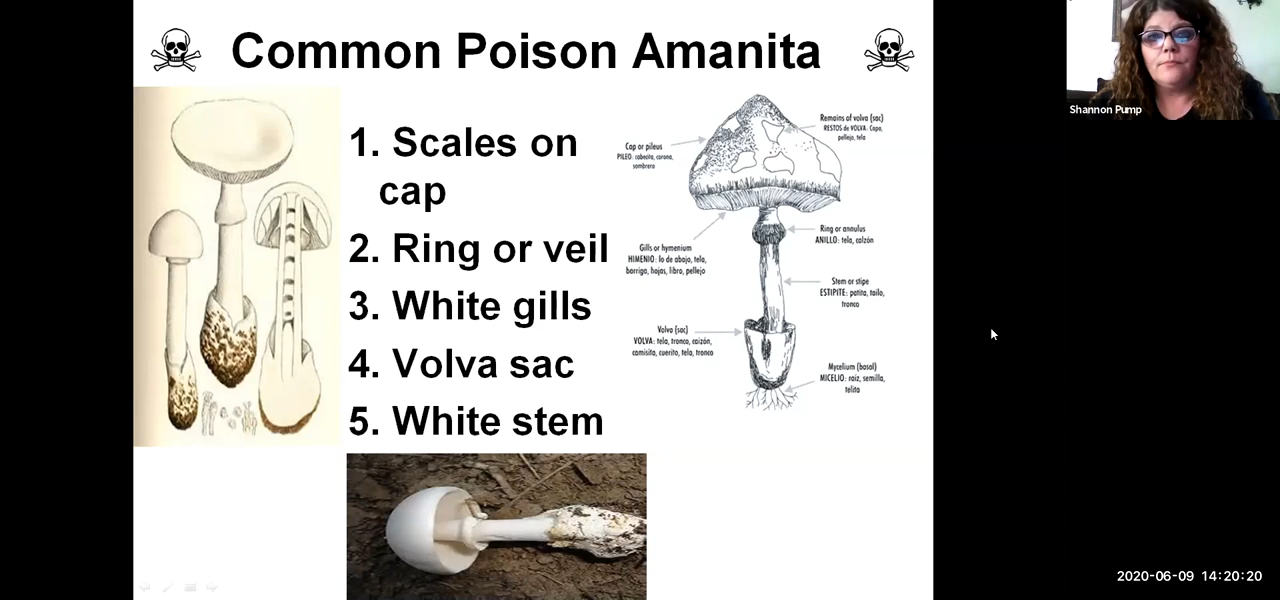 Common Poison Amanita
1. Scales on
cap
2. Ring or veil
3. White gills
4. Volva sac
5. White stem
Remains of volva (sac)
RESTOS de VOLVA: Capa,
pellejo, tela
Cap or pileus
PILEO: cabeota, corona,
sombrero
Ring or annulus
ANILLO: tela, calzón
Gills or hymenium
HIMENIO: lo de abajo, tela,
barriga, hojas, libro, pellejo
Stem or stipe
ESTIPITE: patita, tallo,
tronco
Volva (sac)
VOLVA: tela, tronco, calzón,
camisita, cuerito, tela, tronco
Mycelium (basal)
MICELIO: raiz, semilla,
telita
Shannon Pump
2020-06-09 14:20:20